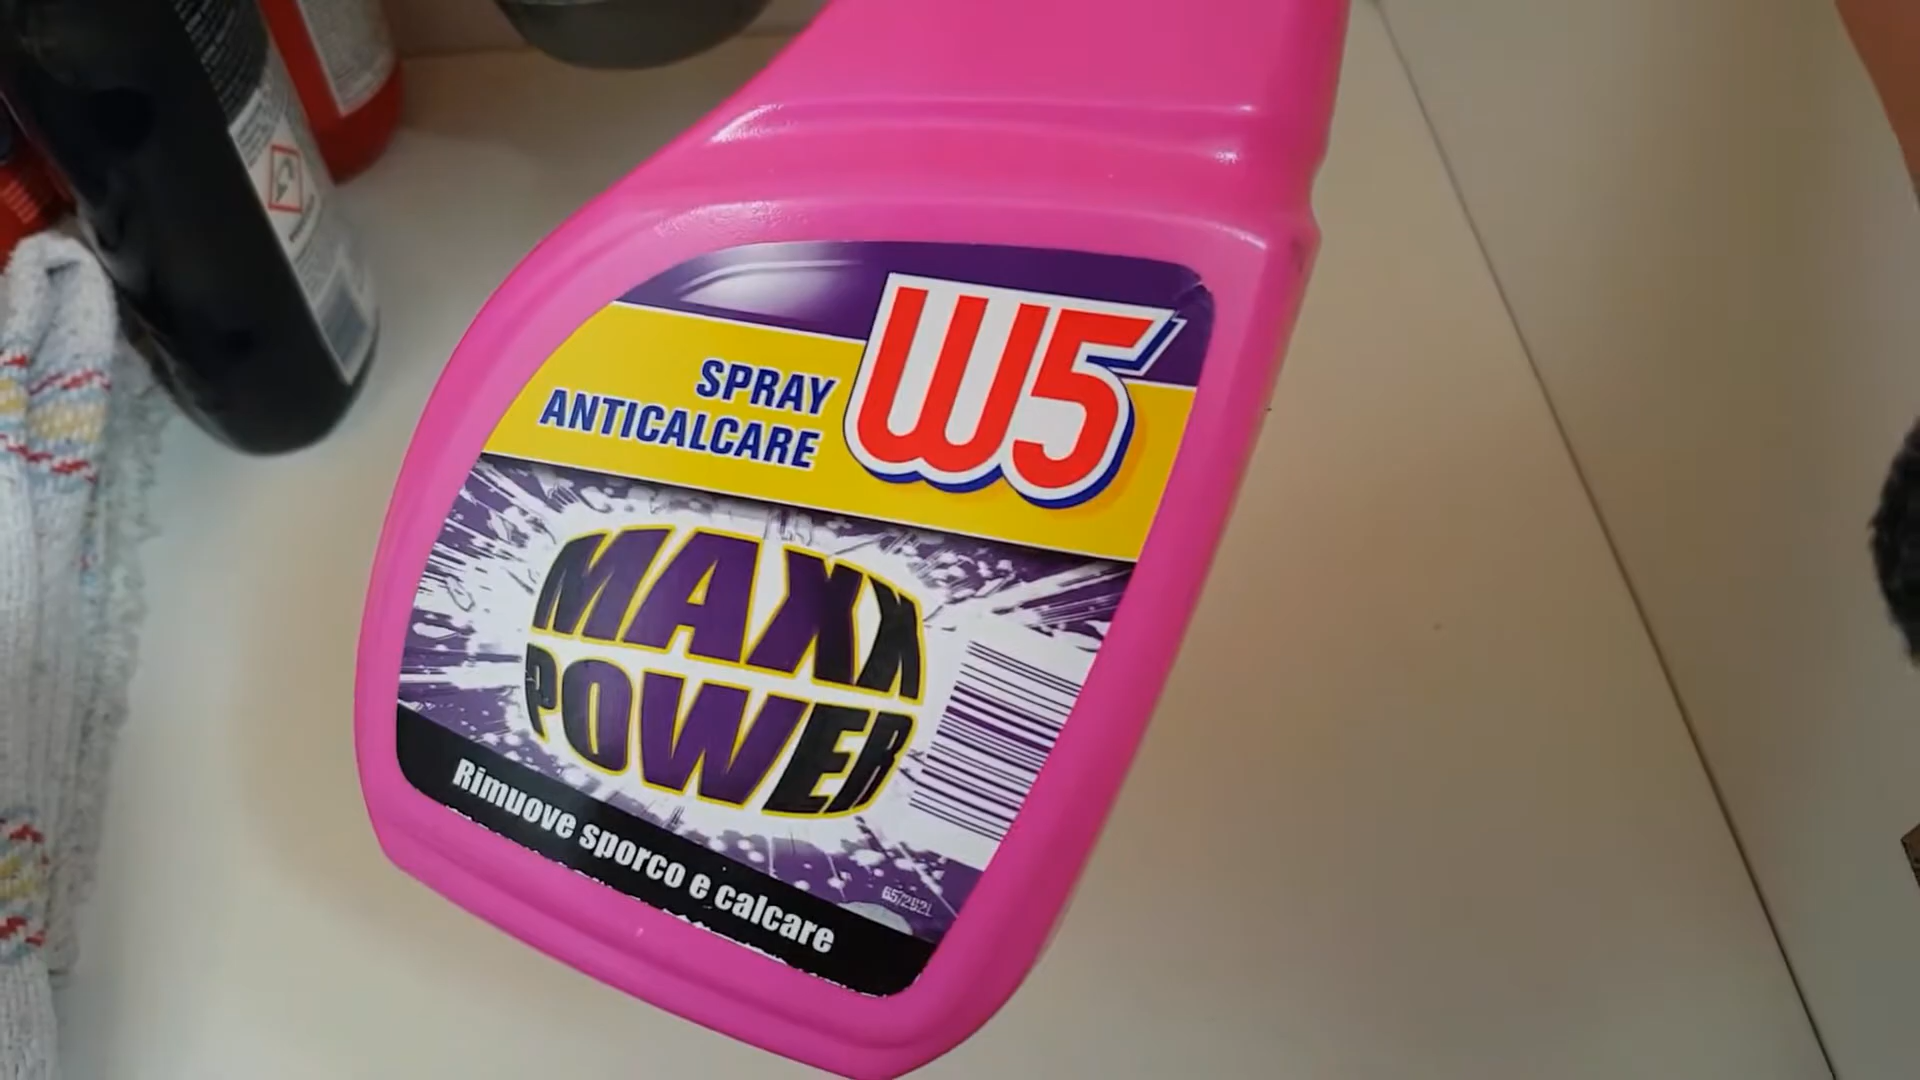 W5
SPRAY
ANTICALCARE
MAXX
POWER
Rimuove sporco e calcare